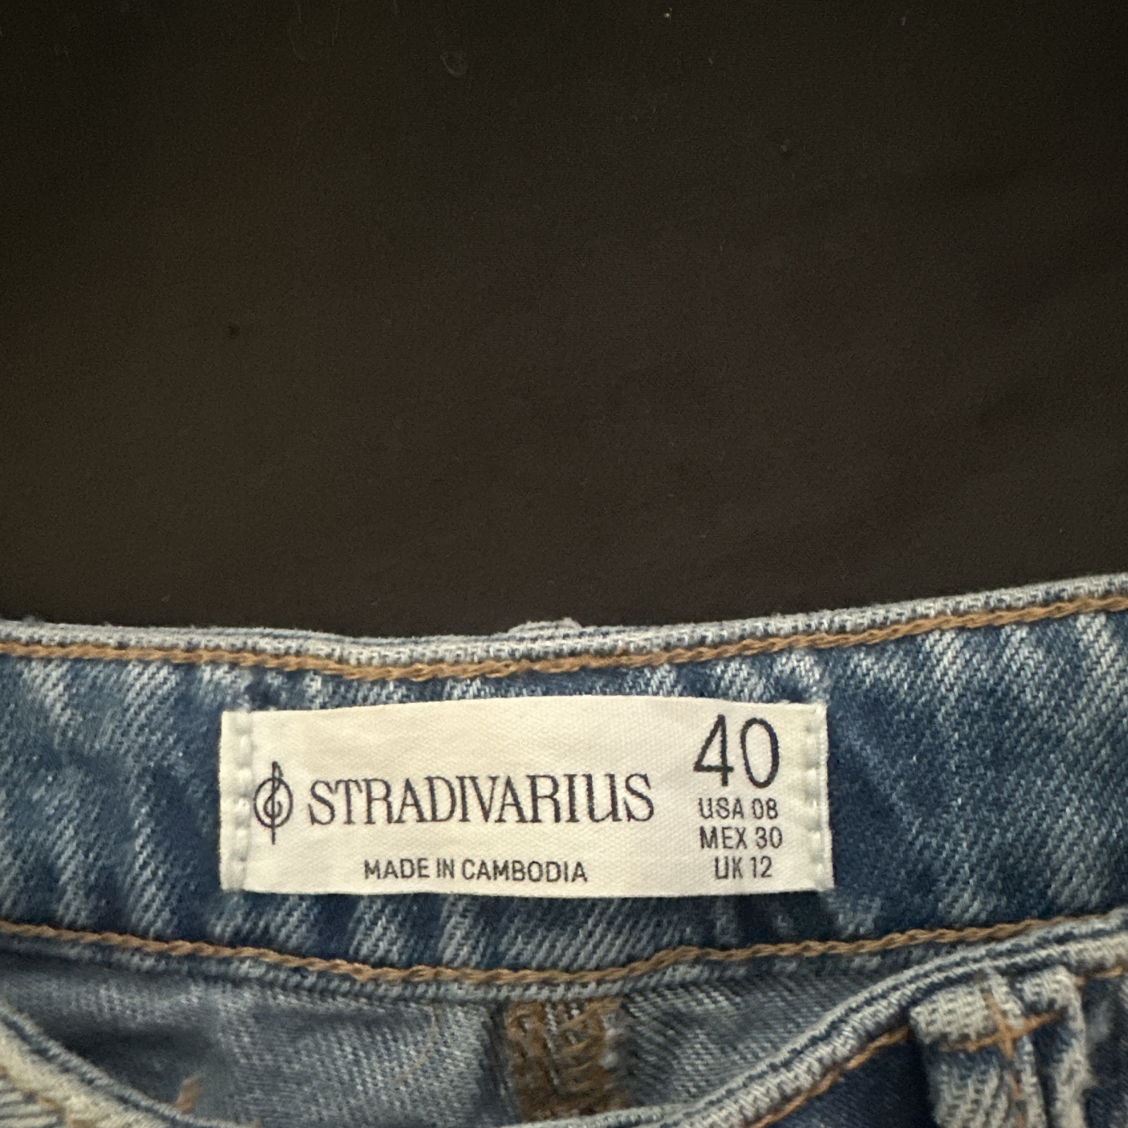 STRADIVARIUS
MADE IN CAMBODIA
40
USA 08
MEX 30
UK 12